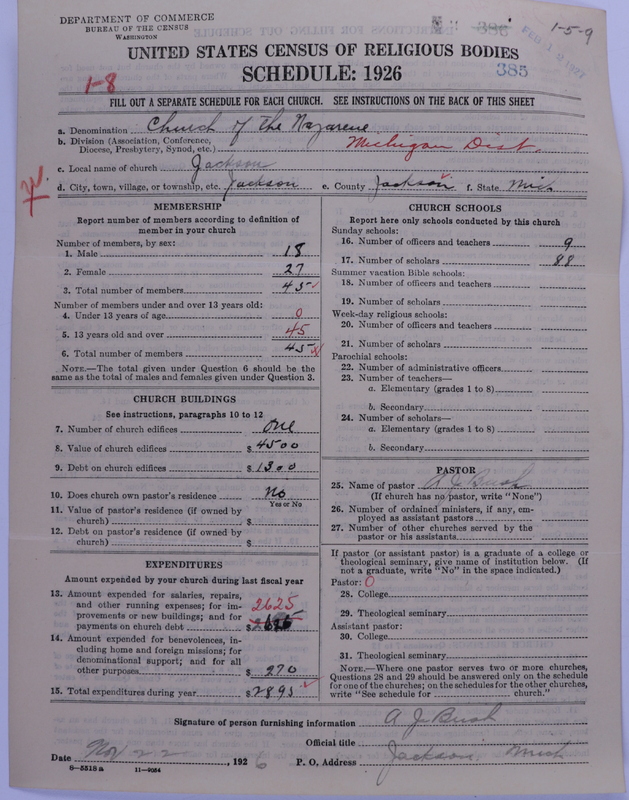 DEPARTMENT OF COMMERCE
BUREAU OF THE CENSUS
WASHINGTON
386
1-5-9
FEB 12 1927
385
UNITED STATES CENSUS OF RELIGIOUS BODIES
SCHEDULE: 1926
1-8
FILL OUT A SEPARATE SCHEDULE FOR EACH CHURCH. SEE INSTRUCTIONS ON THE BACK OF THIS SHEET
a. Denomination Church of the Nazarene
b. Division (Association, Conference,
Diocese, Presbytery, Synod, etc.) Michigan Dist.
c. Local name of church Jackson
d. City, town, village, or township, etc. Jackson e. County Jackson f. State Mich
MEMBERSHIP
Report number of members according to definition of
member in your church
Number of members, by sex:
1. Male 18
2. Female 27
3. Total number of members 45
Number of members under and over 13 years old:
4. Under 13 years of age 0
5. 13 years old and over 45
6. Total number of members 45
NOTE.—The total given under Question 6 should be
same as the total of males and females given under Question 3.
CHURCH BUILDINGS
See instructions, paragraphs 10 to 12
7. Number of church edifices one
8. Value of church edifices $4500
9. Debt on church edifices $1300
10. Does church own pastor's residence No
Yes or No
11. Value of pastor's residence (if owned by
church) $
12. Debt on pastor's residence (if owned by
church) $
EXPENDITURES
Amount expended by your church during last fiscal year
13. Amount expended for salaries, repairs,
and other running expenses; for im-
provements or new buildings; and for
payments on church debt $ 2625
14. Amount expended for benevolences, in-
cluding home and foreign missions; for
denominational support; and for all
other purposes $ 270
15. Total expenditures during year $2895
CHURCH SCHOOLS
Report here only schools conducted by this church
Sunday schools:
16. Number of officers and teachers 9
17. Number of scholars 88
Summer vacation Bible schools:
18. Number of officers and teachers
19. Number of scholars
Week-day religious schools:
20. Number of officers and teachers
21. Number of scholars
Parochial schools:
22. Number of administrative officers
23. Number of teachers—
a. Elementary (grades 1 to 8)
b. Secondary
24. Number of scholars—
a. Elementary (grades 1 to 8)
b. Secondary
PASTOR
25. Name of pastor A J Bush
(If church has no pastor, write "None")
26. Number of ordained ministers, if any, em-
ployed as assistant pastors
27. Number of other churches served by the
pastor or his assistants
If pastor (or assistant pastor) is a graduate of a college or
theological seminary, give name of institution below. (If
not a graduate, write "No" in the space indicated.)
Pastor: 0
28. College
29. Theological seminary
Assistant pastor:
30. College
31. Theological seminary
NOTE.—Where one pastor serves two or more churches,
Questions 28 and 29 should be answered only on the schedule
for one of the churches; on the schedules for the other churches,
write "See schedule for church."
Signature of person furnishing information A J Bush
Official title
Date Nov 22, 1926 P. O. Address Jackson, Mich
8—5518 a 11—9084